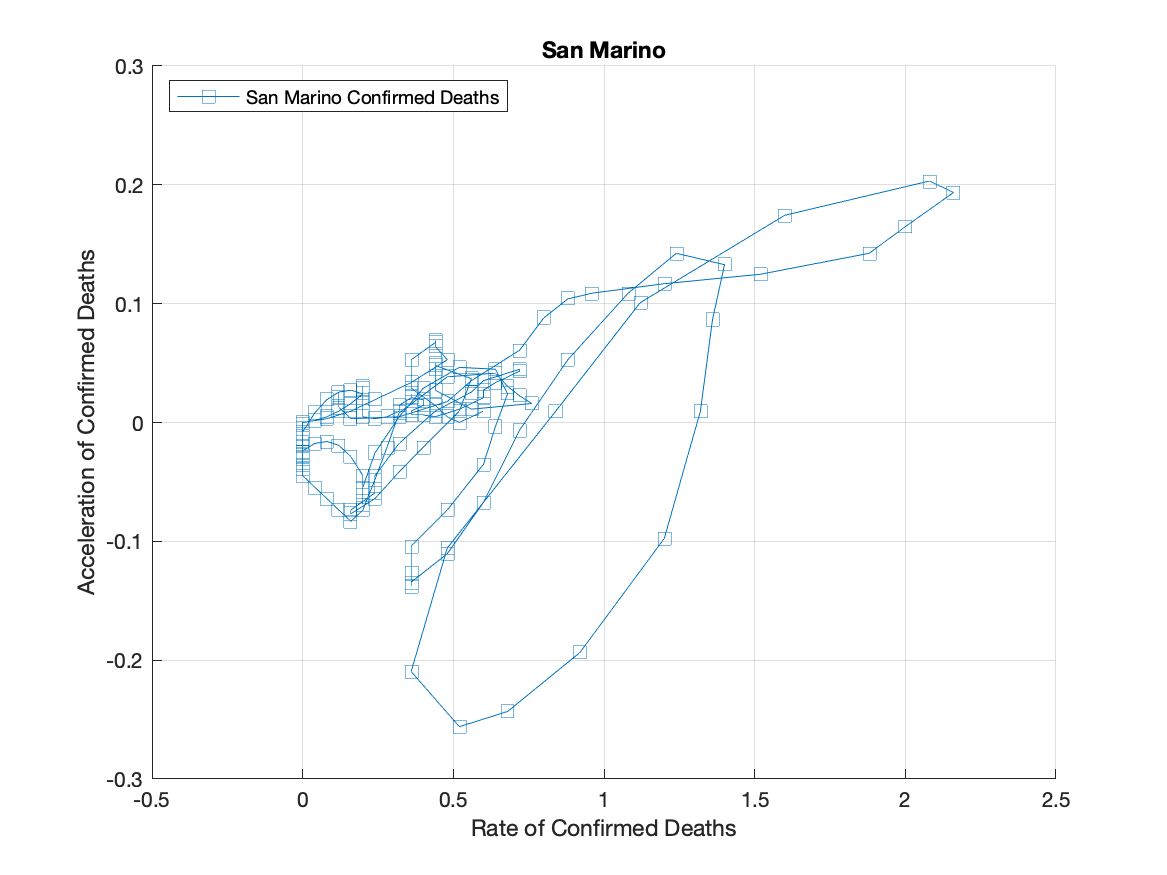 San Marino
0.3
San Marino Confirmed Deaths
0.2
0.1
0
-0.1
-0.2
-0.3
Acceleration of Confirmed Deaths
-0.5 0 0.5 1 1.5 2 2.5
Rate of Confirmed Deaths